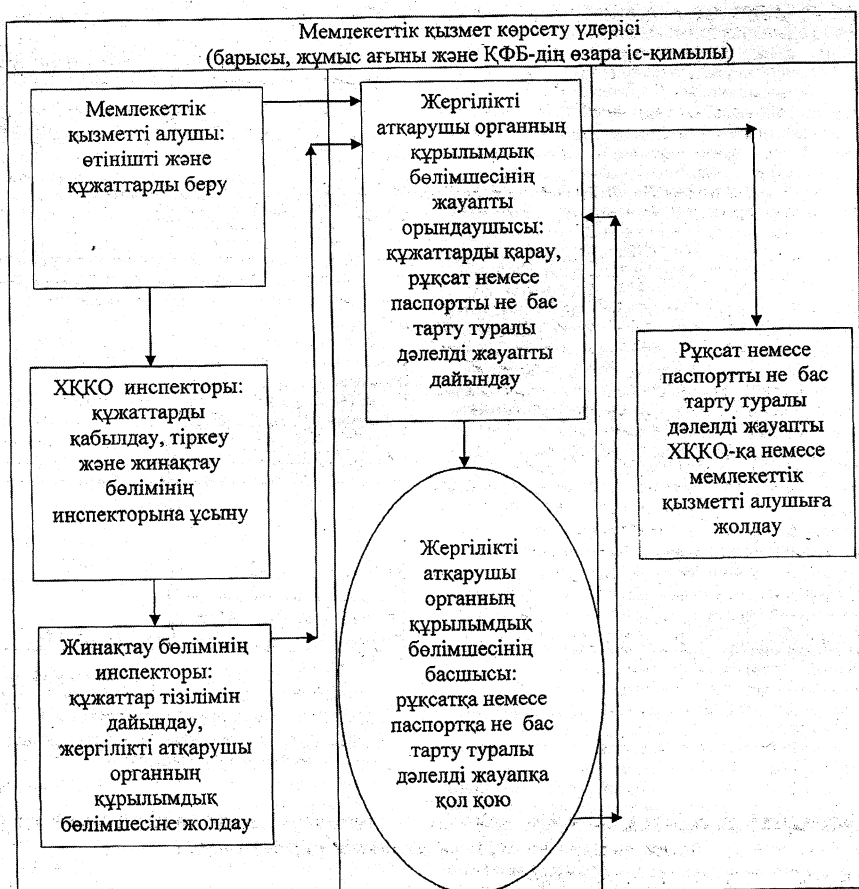 Мемлекеттік қызмет көрсету үдерісі
(барысы, жұмыс ағыны және ҚФБ-дің өзара іс-қимылы)
Мемлекеттік
қызметті алушы:
өтінішті және
құжаттарды беру
ХҚКО инспекторы:
құжаттарды
қабылдау, тіркеу
және жинақтау
бөлімінің
инспекторына ұсыну
Жинақтау бөлімінің
инспекторы:
құжаттар тізілімін
дайындау,
жергілікті атқарушы
органның
құрылымдық
бөлімшесіне жолдау
Жергілікті
атқарушы органның
құрылымдық
бөлімшесінің
жауапты
орындаушысы:
құжаттарды қарау,
рұқсат немесе
паспортты не бас
тарту туралы
дәлелді жауапты
дайындау
Жергілікті
атқарушы
органның
құрылымдық
бөлімшесінің
басшысы:
рұқсатқа немесе
паспортқа не бас
тарту туралы
дәлелді жауапқа
қол қою
Рұқсат немесе
паспортты не бас
тарту туралы
дәлелді жауапты
ХҚКО-қа немесе
мемлекеттік
қызметті алушыға
жолдау